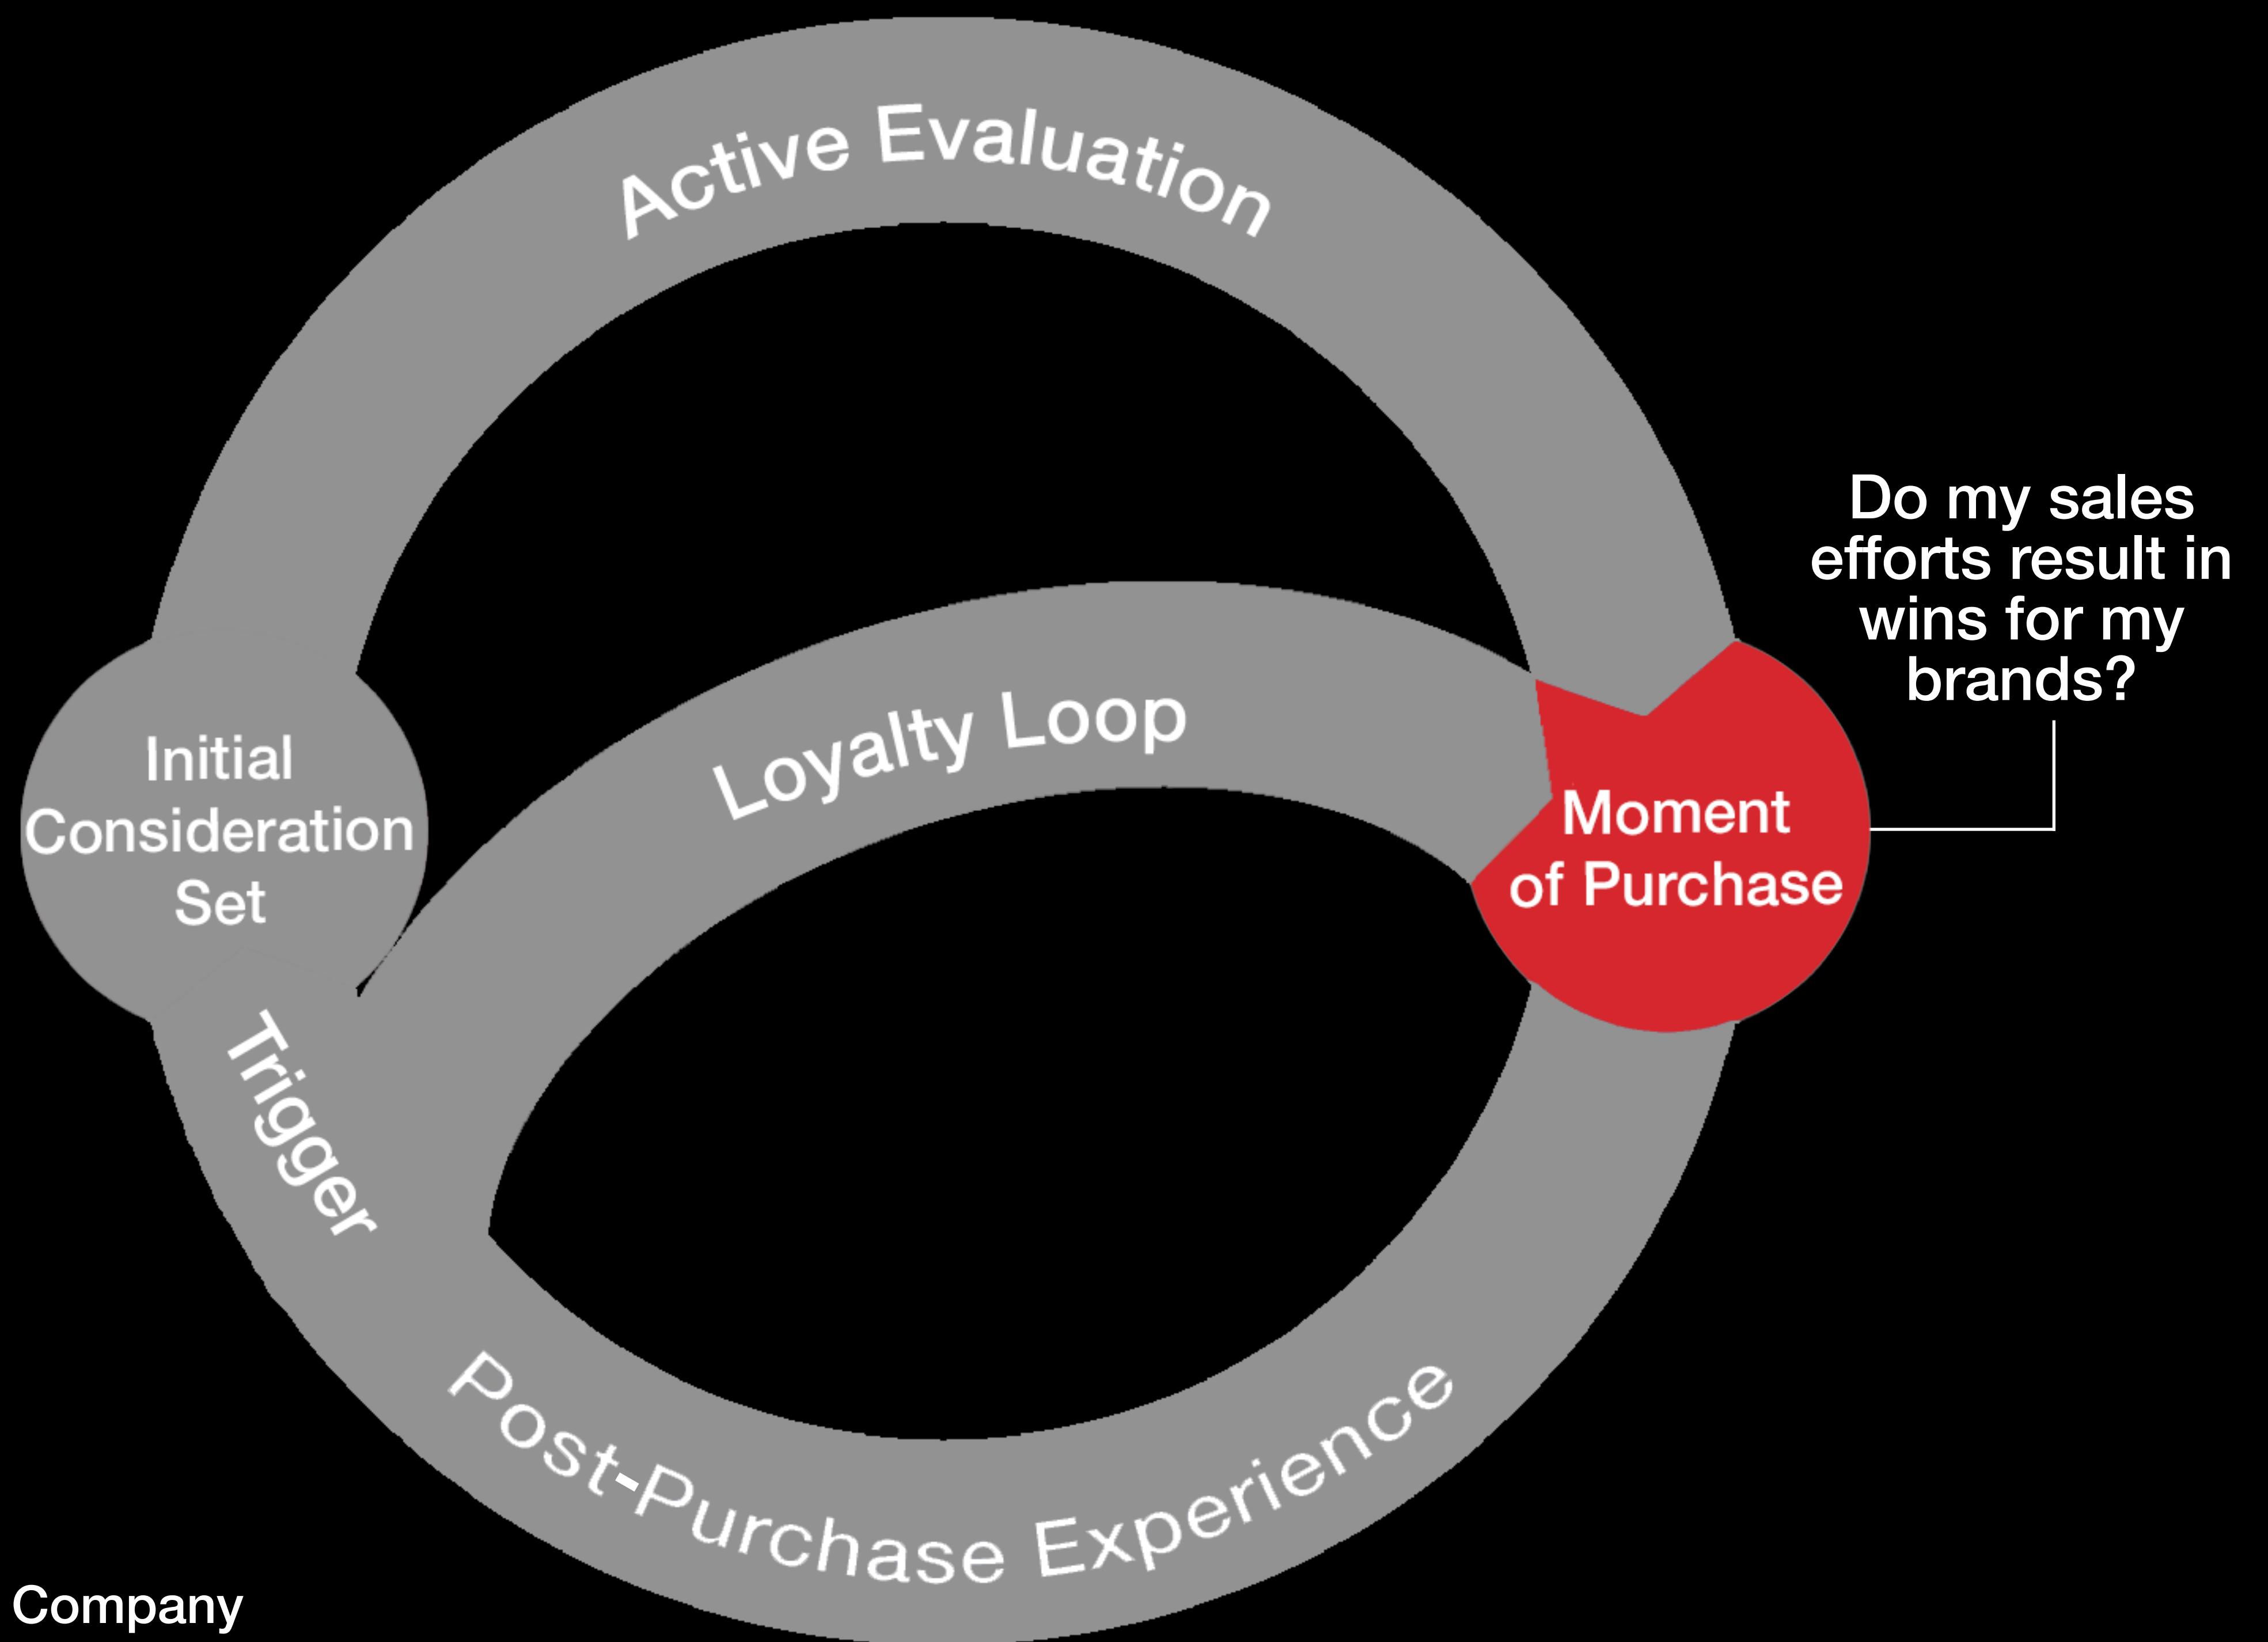 Active Evaluation
Do my sales
efforts result in
wins for my
brands?
Loyalty Loop
Initial
Consideration
Set
Moment
of Purchase
Trigger
Post-Purchase Experience
Company